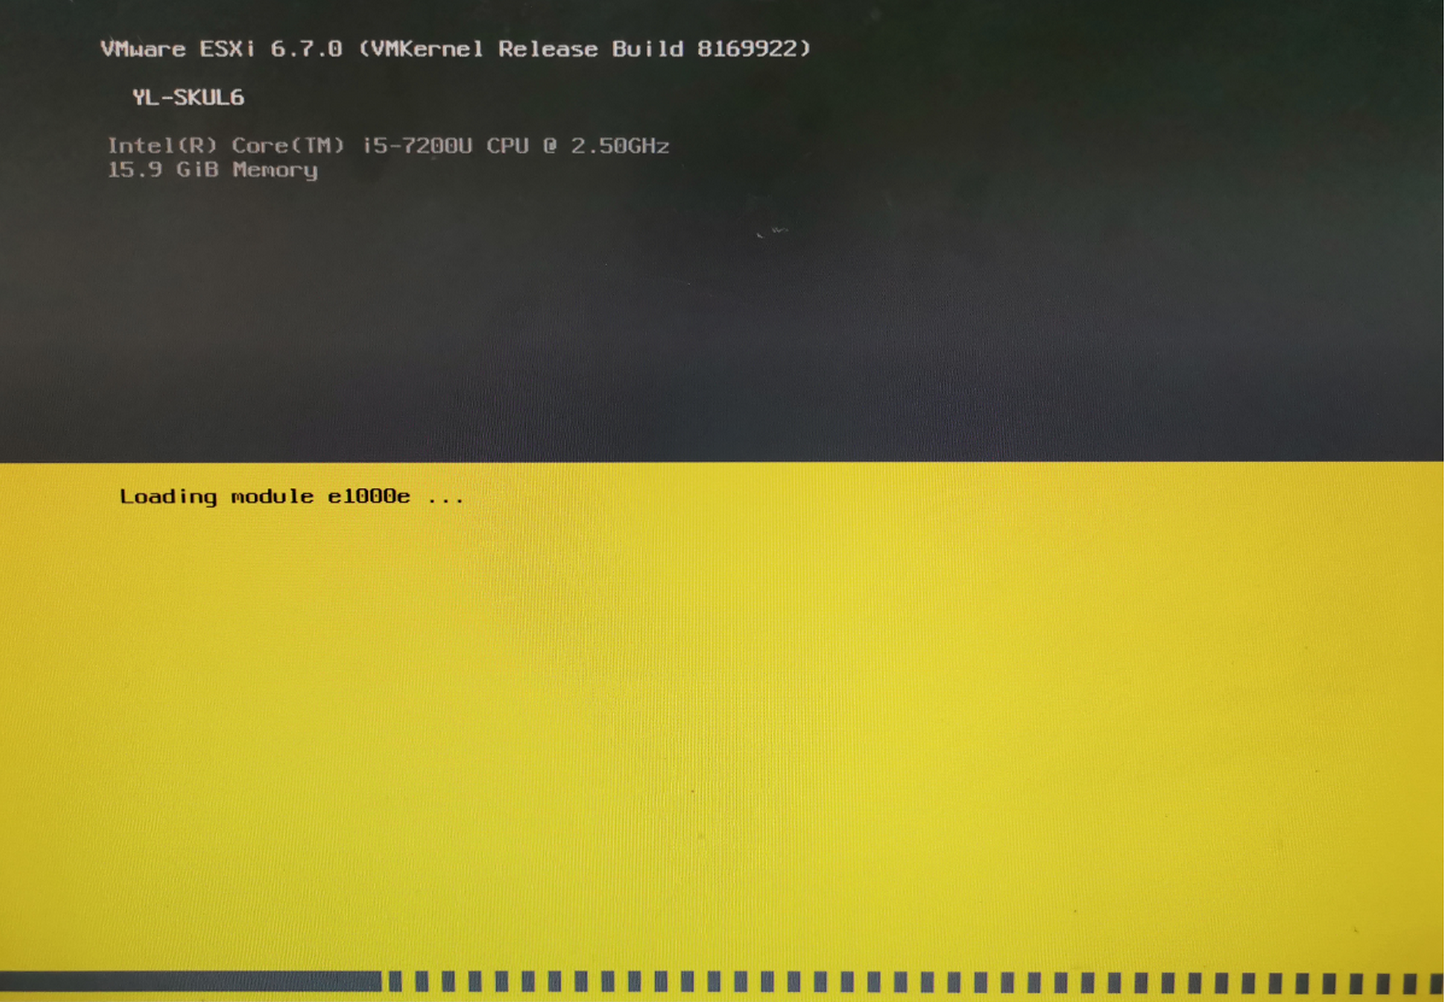 VMware ESXi 6.7.0 (VMKernel Release Build 8169922)
YL-SKUL6
Intel(R) Core(TM) i5-7200U CPU @ 2.50GHz
15.9 GiB Memory
Loading module e1000e ...